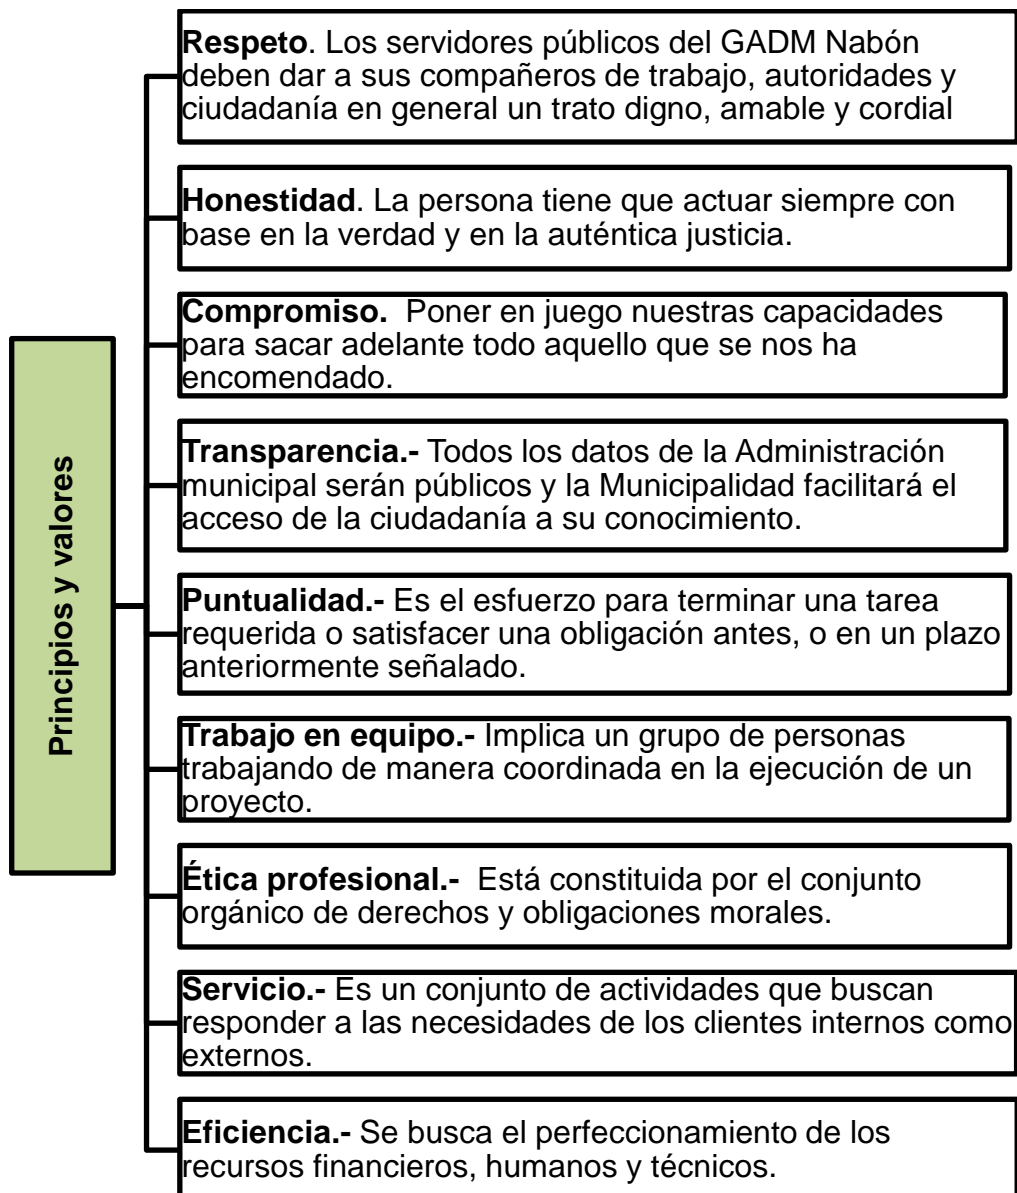 Principios y valores
Respeto. Los servidores públicos del GADM Nabón
deben dar a sus compañeros de trabajo, autoridades y
ciudadanía en general un trato digno, amable y cordial
Honestidad. La persona tiene que actuar siempre con
base en la verdad y en la auténtica justicia.
Compromiso.  Poner en juego nuestras capacidades
para sacar adelante todo aquello que se nos ha
encomendado.
Transparencia.- Todos los datos de la Administración
municipal serán públicos y la Municipalidad facilitará el
acceso de la ciudadanía a su conocimiento.
Puntualidad.- Es el esfuerzo para terminar una tarea
requerida o satisfacer una obligación antes, o en un plazo
anteriormente señalado.
Trabajo en equipo.- Implica un grupo de personas
trabajando de manera coordinada en la ejecución de un
proyecto.
Ética profesional.-  Está constituida por el conjunto
orgánico de derechos y obligaciones morales.
Servicio.- Es un conjunto de actividades que buscan
responder a las necesidades de los clientes internos como
externos.
Eficiencia.- Se busca el perfeccionamiento de los
recursos financieros, humanos y técnicos.